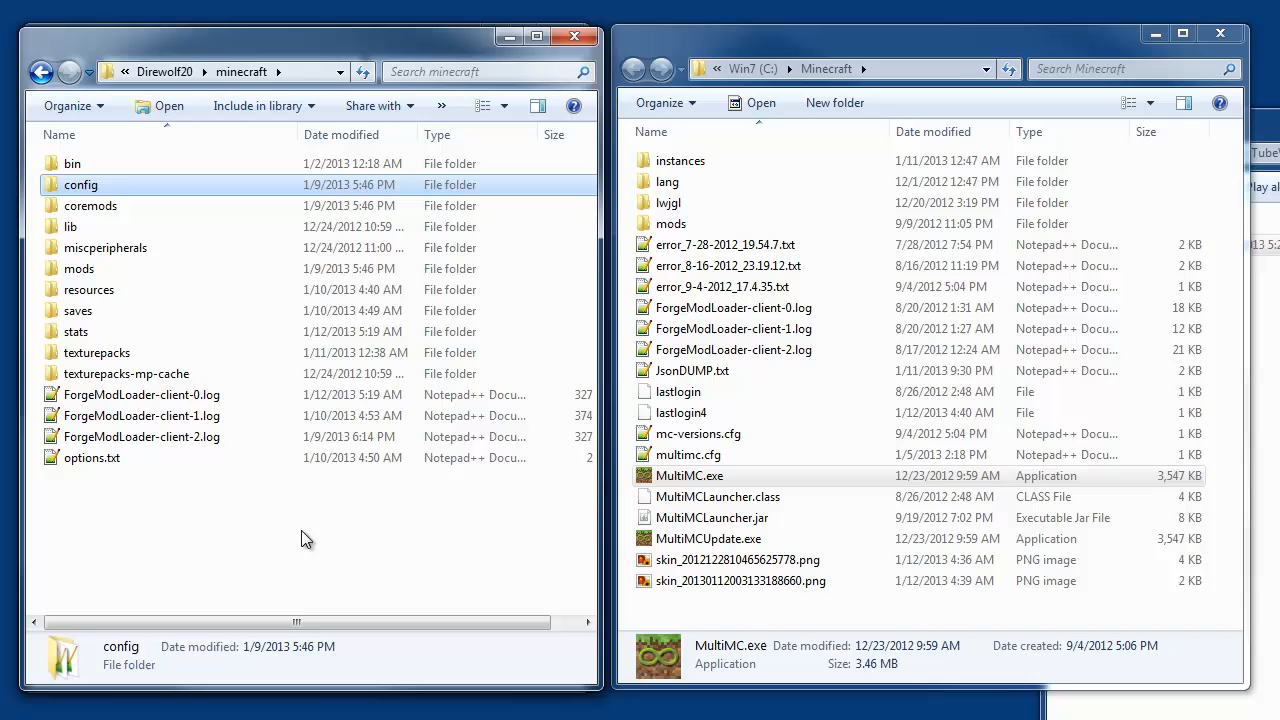 « Direwolf20 minecraft
Search minecraft
Organize Open Include in library Share with »
Name Date modified Type Size
bin 1/2/2013 12:18 AM File folder
config 1/9/2013 5:46 PM File folder
coremods 1/9/2013 5:46 PM File folder
lib 12/24/2012 10:59 ... File folder
miscperipherals 12/24/2012 11:00 ... File folder
mods 1/9/2013 5:46 PM File folder
resources 1/10/2013 4:40 AM File folder
saves 1/10/2013 4:49 AM File folder
stats 1/12/2013 5:19 AM File folder
texturepacks 1/11/2013 12:38 AM File folder
texturepacks-mp-cache 12/24/2012 10:59 ... File folder
ForgeModLoader-client-0.log 1/12/2013 5:19 AM Notepad++ Docu... 327
ForgeModLoader-client-1.log 1/10/2013 4:53 AM Notepad++ Docu... 374
ForgeModLoader-client-2.log 1/9/2013 6:14 PM Notepad++ Docu... 327
options.txt 1/10/2013 4:50 AM Notepad++ Docu... 2
config Date modified: 1/9/2013 5:46 PM
File folder
« Win7 (C:) Minecraft
Search Minecraft
Organize Open New folder
Name Date modified Type Size
instances 1/11/2013 12:47 AM File folder
lang 12/1/2012 12:47 PM File folder
lwjgl 12/20/2012 3:19 PM File folder
mods 9/9/2012 11:05 PM File folder
error_7-28-2012_19.54.7.txt 7/28/2012 7:54 PM Notepad++ Docu... 2 KB
error_8-16-2012_23.19.12.txt 8/16/2012 11:19 PM Notepad++ Docu... 2 KB
error_9-4-2012_17.4.35.txt 9/4/2012 5:04 PM Notepad++ Docu... 1 KB
ForgeModLoader-client-0.log 8/20/2012 1:31 AM Notepad++ Docu... 18 KB
ForgeModLoader-client-1.log 8/20/2012 1:27 AM Notepad++ Docu... 12 KB
ForgeModLoader-client-2.log 8/17/2012 12:24 AM Notepad++ Docu... 21 KB
JsonDUMP.txt 1/11/2013 9:30 PM Notepad++ Docu... 1 KB
lastlogin 8/26/2012 2:48 AM File 1 KB
lastlogin4 1/12/2013 4:40 AM File 1 KB
mc-versions.cfg 9/4/2012 5:04 PM Notepad++ Docu... 1 KB
multimc.cfg 1/5/2013 2:18 PM Notepad++ Docu... 1 KB
MultiMC.exe 12/23/2012 9:59 AM Application 3,547 KB
MultiMCLauncher.class 8/26/2012 2:48 AM CLASS File 4 KB
MultiMCLauncher.jar 9/19/2012 7:02 PM Executable Jar File 8 KB
MultiMCUpdate.exe 12/23/2012 9:59 AM Application 3,547 KB
skin_2012122810465625778.png 1/12/2013 4:36 AM PNG image 4 KB
skin_20130112003133188660.png 1/12/2013 4:39 AM PNG image 2 KB
MultiMC.exe Date modified: 12/23/2012 9:59 AM Date created: 9/4/2012 5:06 PM
Application Size: 3.46 MB
Play al